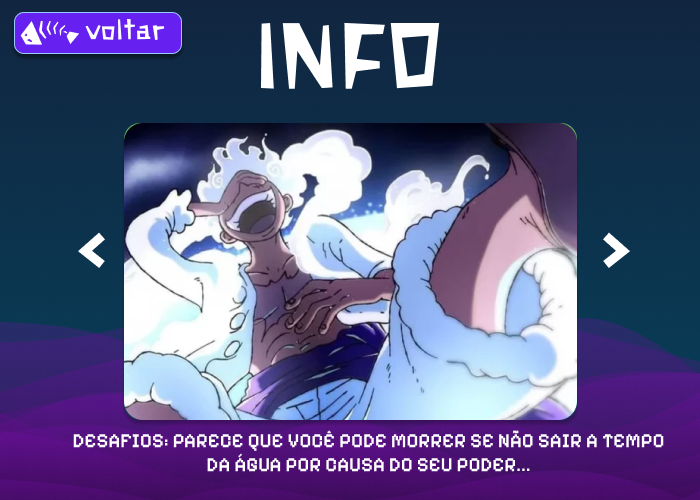 voltar
INFO
DESAFIOS: PARECE QUE VOCÊ PODE MORRER SE NÃO SAIR A TEMPO
DA ÁGUA POR CAUSA DO SEU PODER...